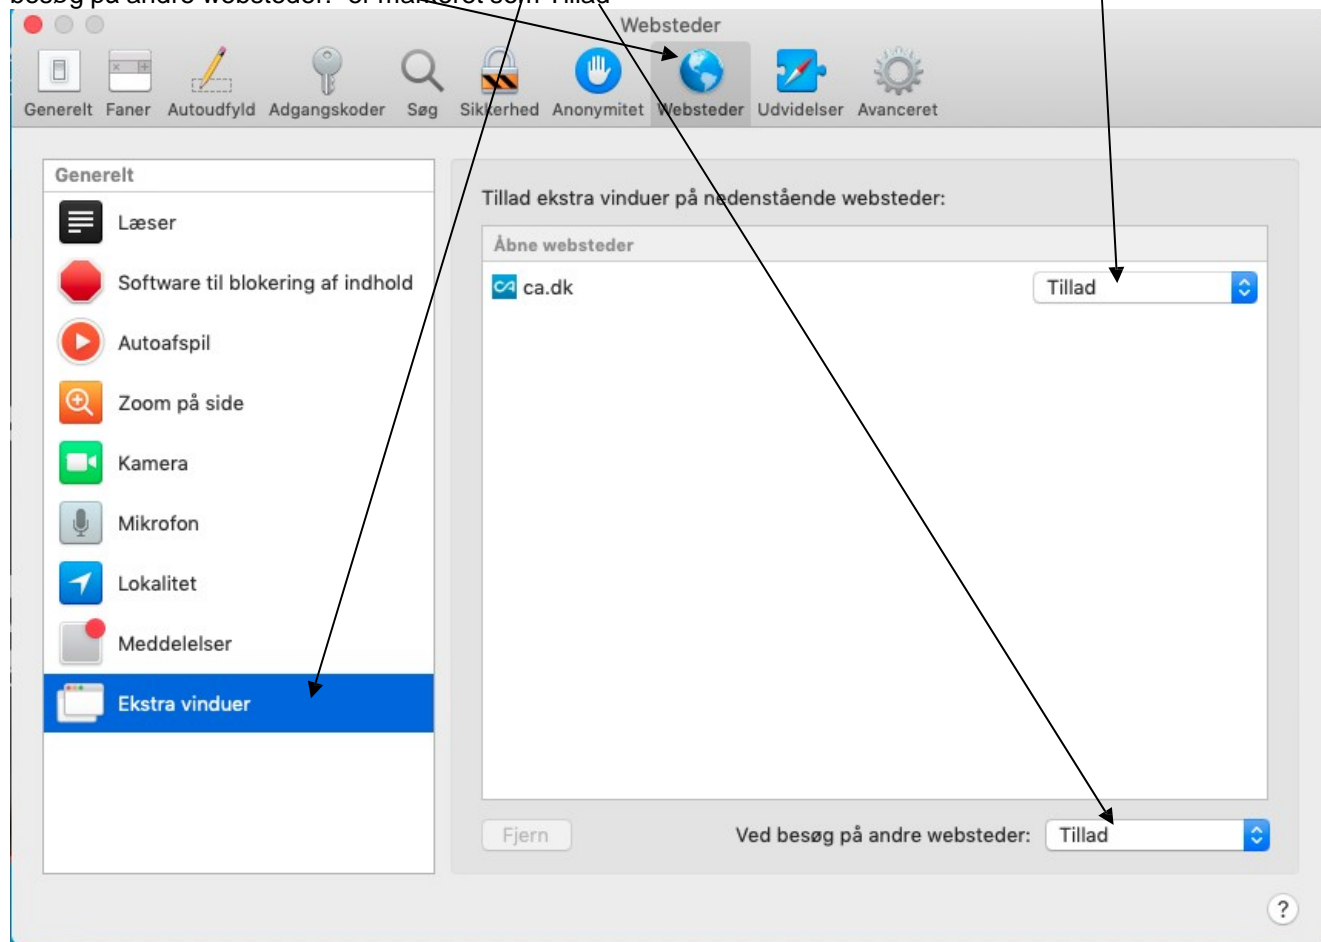 besøg på andre websteder:" er markeret som Tillad
Websteder
Generelt Faner Autoudfyld Adgangskoder Søg Sikkerhed Anonymitet Websteder Udvidelser Avanceret
Generelt
Læser
Software til blokering af indhold
Autoafspil
Zoom på side
Kamera
Mikrofon
Lokalitet
Meddelelser
Ekstra vinduer
Tillad ekstra vinduer på nedenstående websteder:
Åbne websteder
ca.dk Tillad
Fjern Ved besøg på andre websteder: Tillad
?